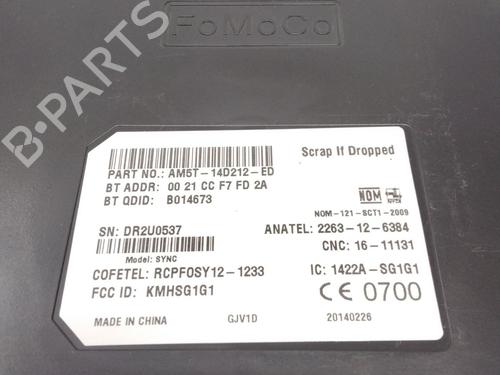 FoMoCo
B-PARTS
PART NO.: AM5T-14D212-ED
Scrap If Dropped
BT ADDR: 00 21 CC F7 FD 2A
BT QDID: B014673
NOM
NOM-121-SCT1-2009
SN: DR2U0537
ANATEL: 2263-12-6384
Model: SYNC
CNC: 16-11131
COFETEL: RCPFOSY12-1233
IC: 1422A-SG1G1
FCC ID: KMHSG1G1
CE 0700
MADE IN CHINA
GJV1D
20140226